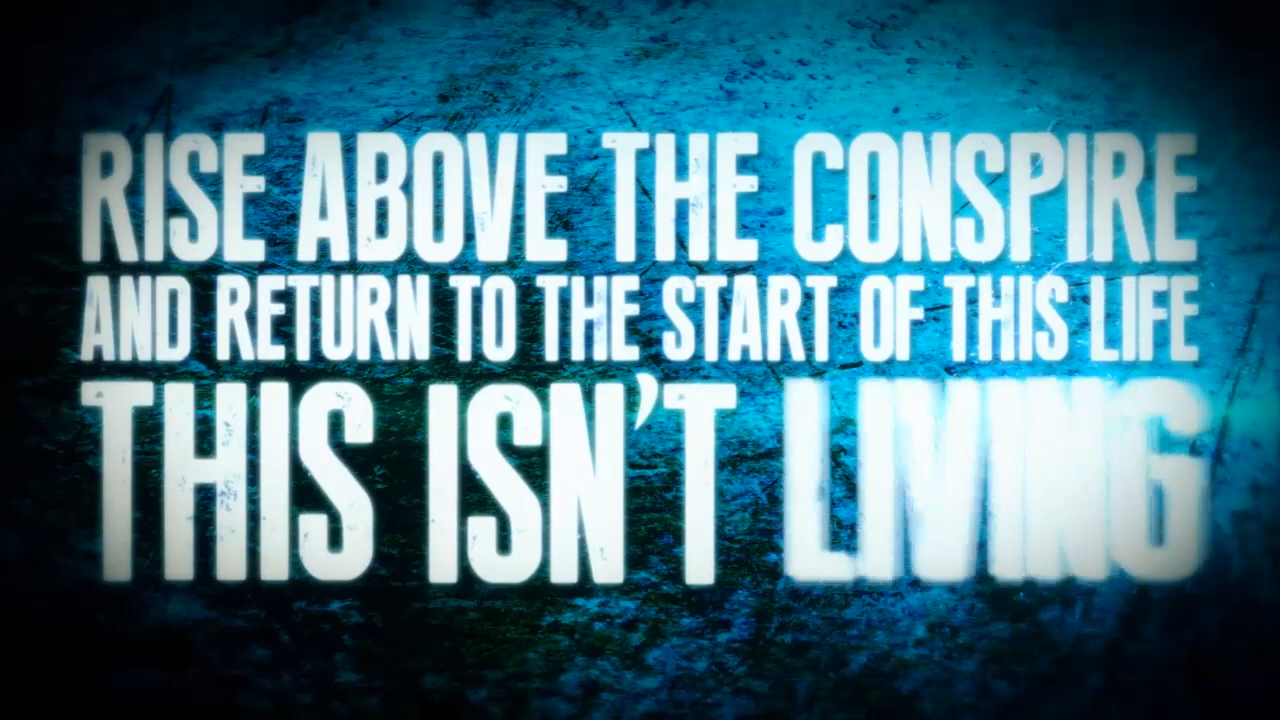 RISE ABOVE THE CONSPIRE
AND RETURN TO THE START OF THIS LIFE
THIS ISN'T LIVING